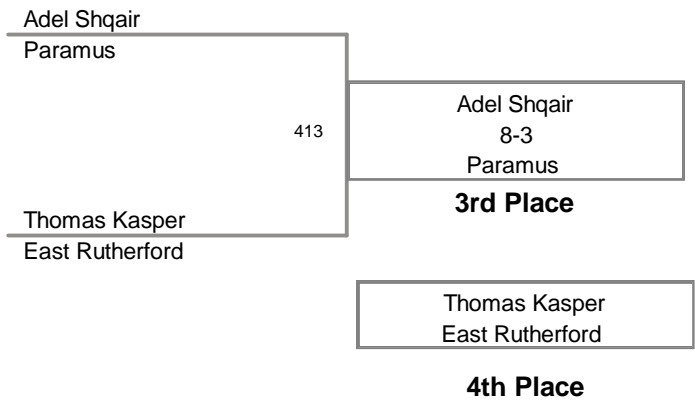 Adel Shqair
Paramus
413
Adel Shqair
8-3
Paramus
3rd Place
Thomas Kasper
East Rutherford
Thomas Kasper
East Rutherford
4th Place